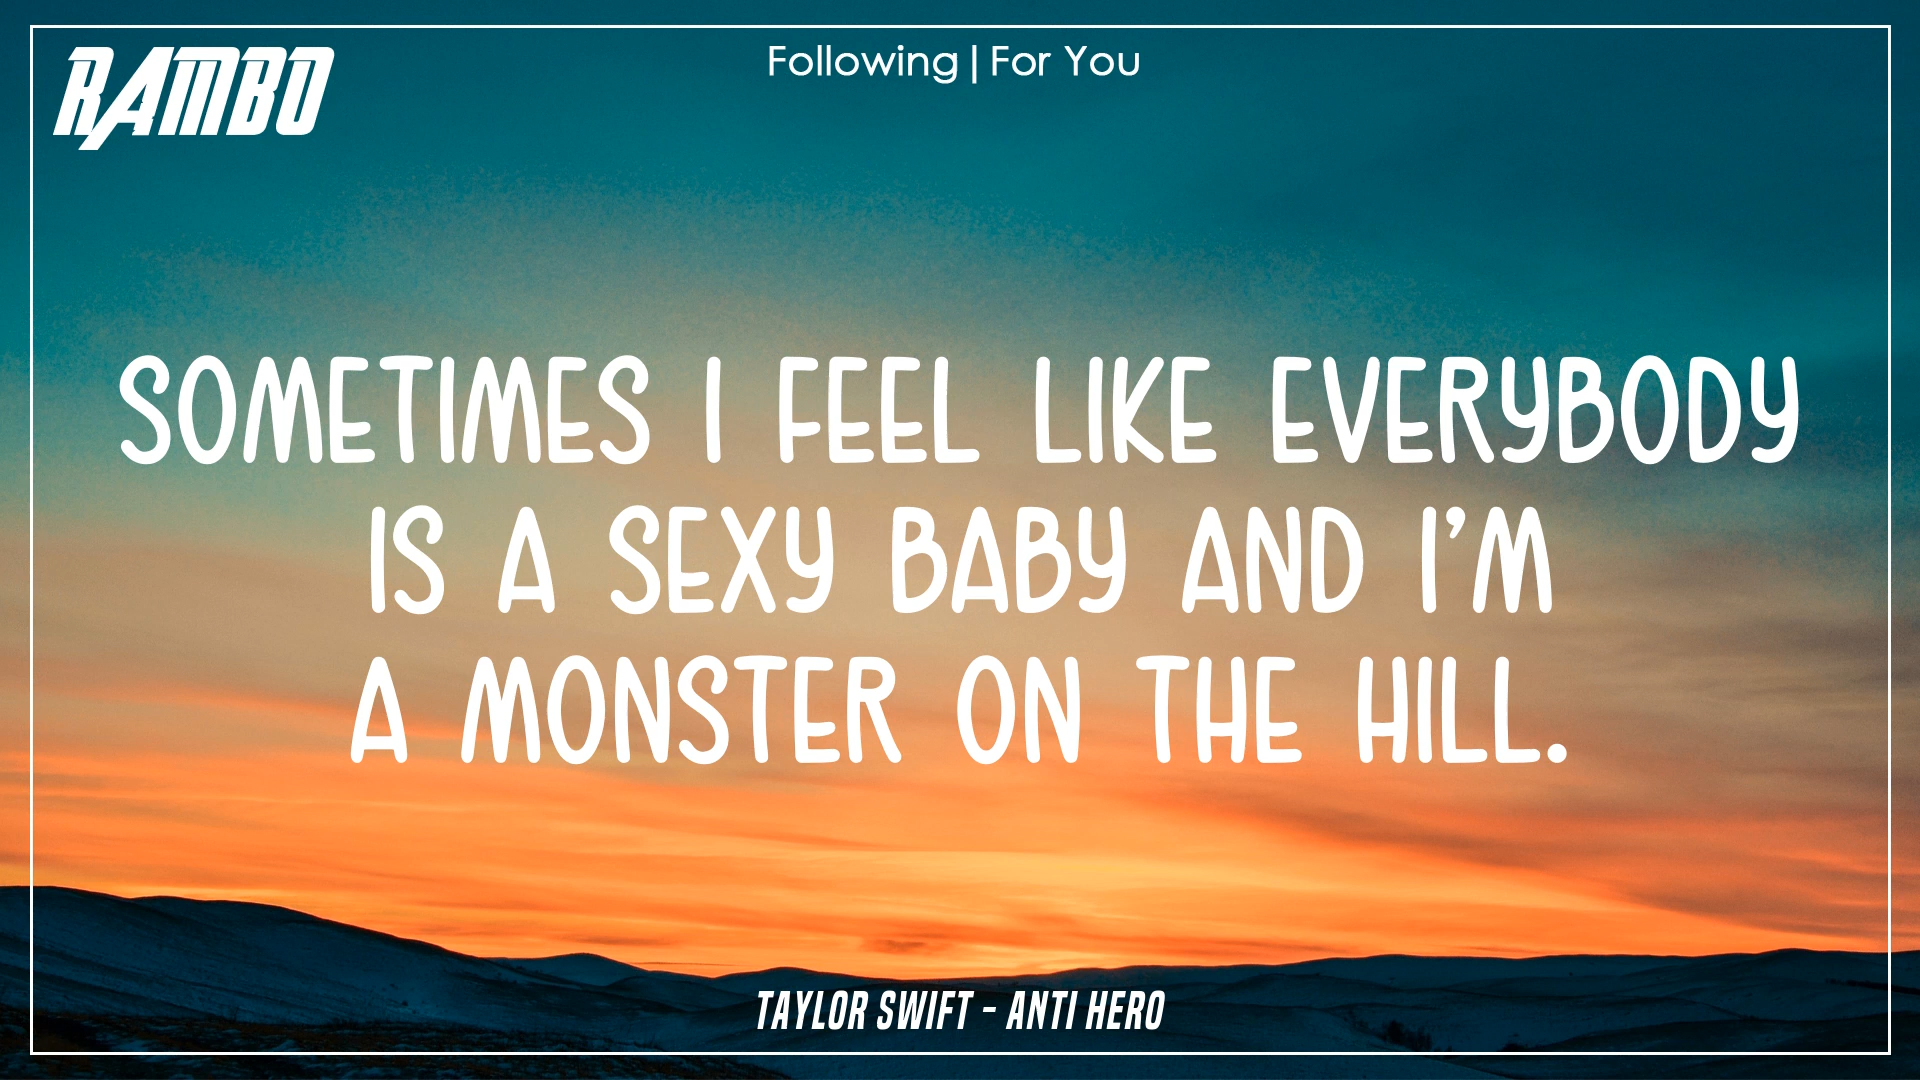 RAMBO
Following | For You
SOMETIMES I FEEL LIKE EVERYBODY
IS A SEXY BABY AND I'M
A MONSTER ON THE HILL.
TAYLOR SWIFT - ANTI HERO